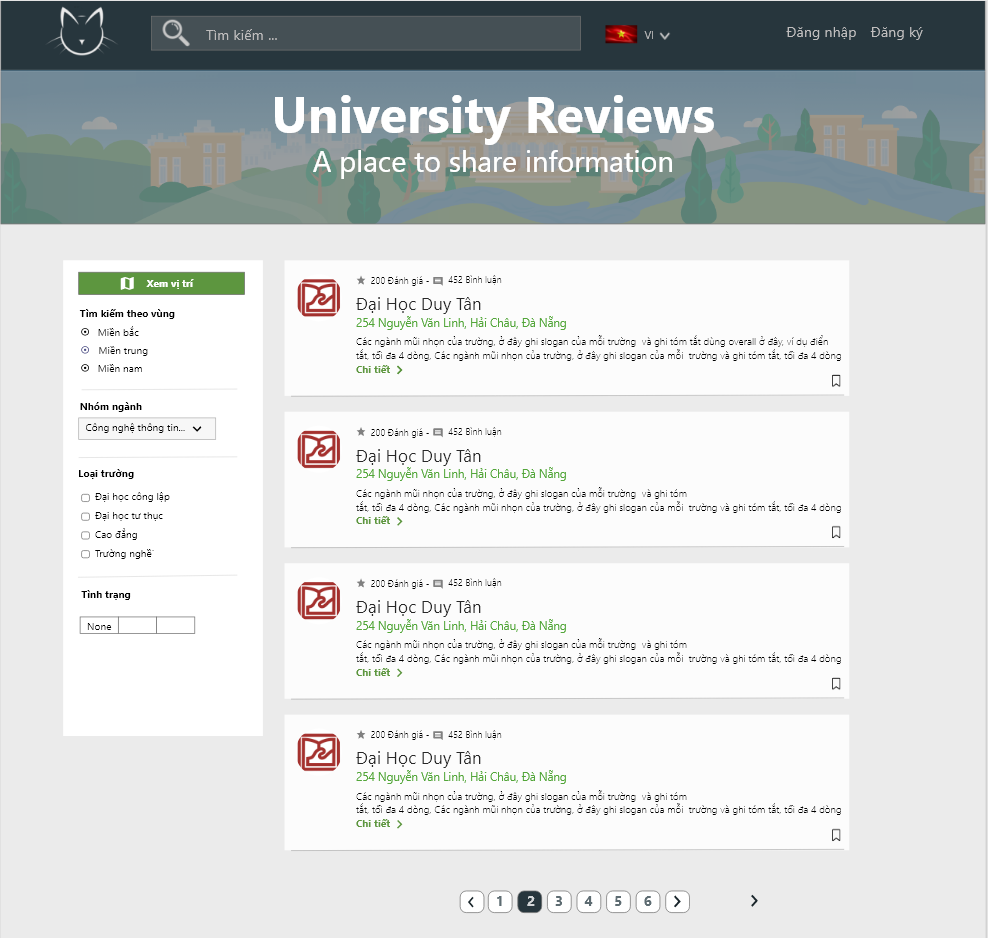 Tìm kiếm ...
VI
Đăng nhập Đăng ký
University Reviews
A place to share information
Xem vị trí
Tìm kiếm theo vùng
Miền bắc
Miên trung
Miên nam
Nhóm ngành
Công nghệ thông tin...
Loại trường
Đại học công lập
Đại học tư thục
Cao đẳng
Trường nghề
Tình trạng
None
200 Đánh giá - 452 Bình luận
Đại Học Duy Tân
254 Nguyễn Văn Linh, Hải Châu, Đà Nẵng
Các ngành mũi nhọn của trường, ở đây ghi slogan của mỗi trường và ghi tóm tắt dùng overall ở đây, ví dụ điển
tắt, tối đa 4 dòng, Các ngành mũi nhọn của trường, ở đây ghi slogan của mỗi trường và ghi tóm tắt, tối đa 4 dòng
Chi tiết
200 Đánh giá - 452 Bình luận
Đại Học Duy Tân
254 Nguyễn Văn Linh, Hải Châu, Đà Nẵng
Các ngành mũi nhọn của trường, ở đây ghi slogan của mỗi trường và ghi tóm
tắt, tối đa 4 dòng, Các ngành mũi nhọn của trường, ở đây ghi slogan của mỗi trường và ghi tóm tắt, tối đa 4 dòng
Chi tiết
200 Đánh giá - 452 Bình luận
Đại Học Duy Tân
254 Nguyễn Văn Linh, Hải Châu, Đà Nẵng
Các ngành mũi nhọn của trường, ở đây ghi slogan của mỗi trường và ghi tóm
tắt, tối đa 4 dòng, Các ngành mũi nhọn của trường, ở đây ghi slogan của mỗi trường và ghi tóm tắt, tối đa 4 dòng
Chi tiết
200 Đánh giá - 452 Bình luận
Đại Học Duy Tân
254 Nguyễn Văn Linh, Hải Châu, Đà Nẵng
Các ngành mũi nhọn của trường, ở đây ghi slogan của mỗi trường và ghi tóm
tắt, tối đa 4 dòng, Các ngành mũi nhọn của trường, ở đây ghi slogan của mỗi trường và ghi tóm tắt, tối đa 4 dòng
Chi tiết
1 2 3 4 5 6